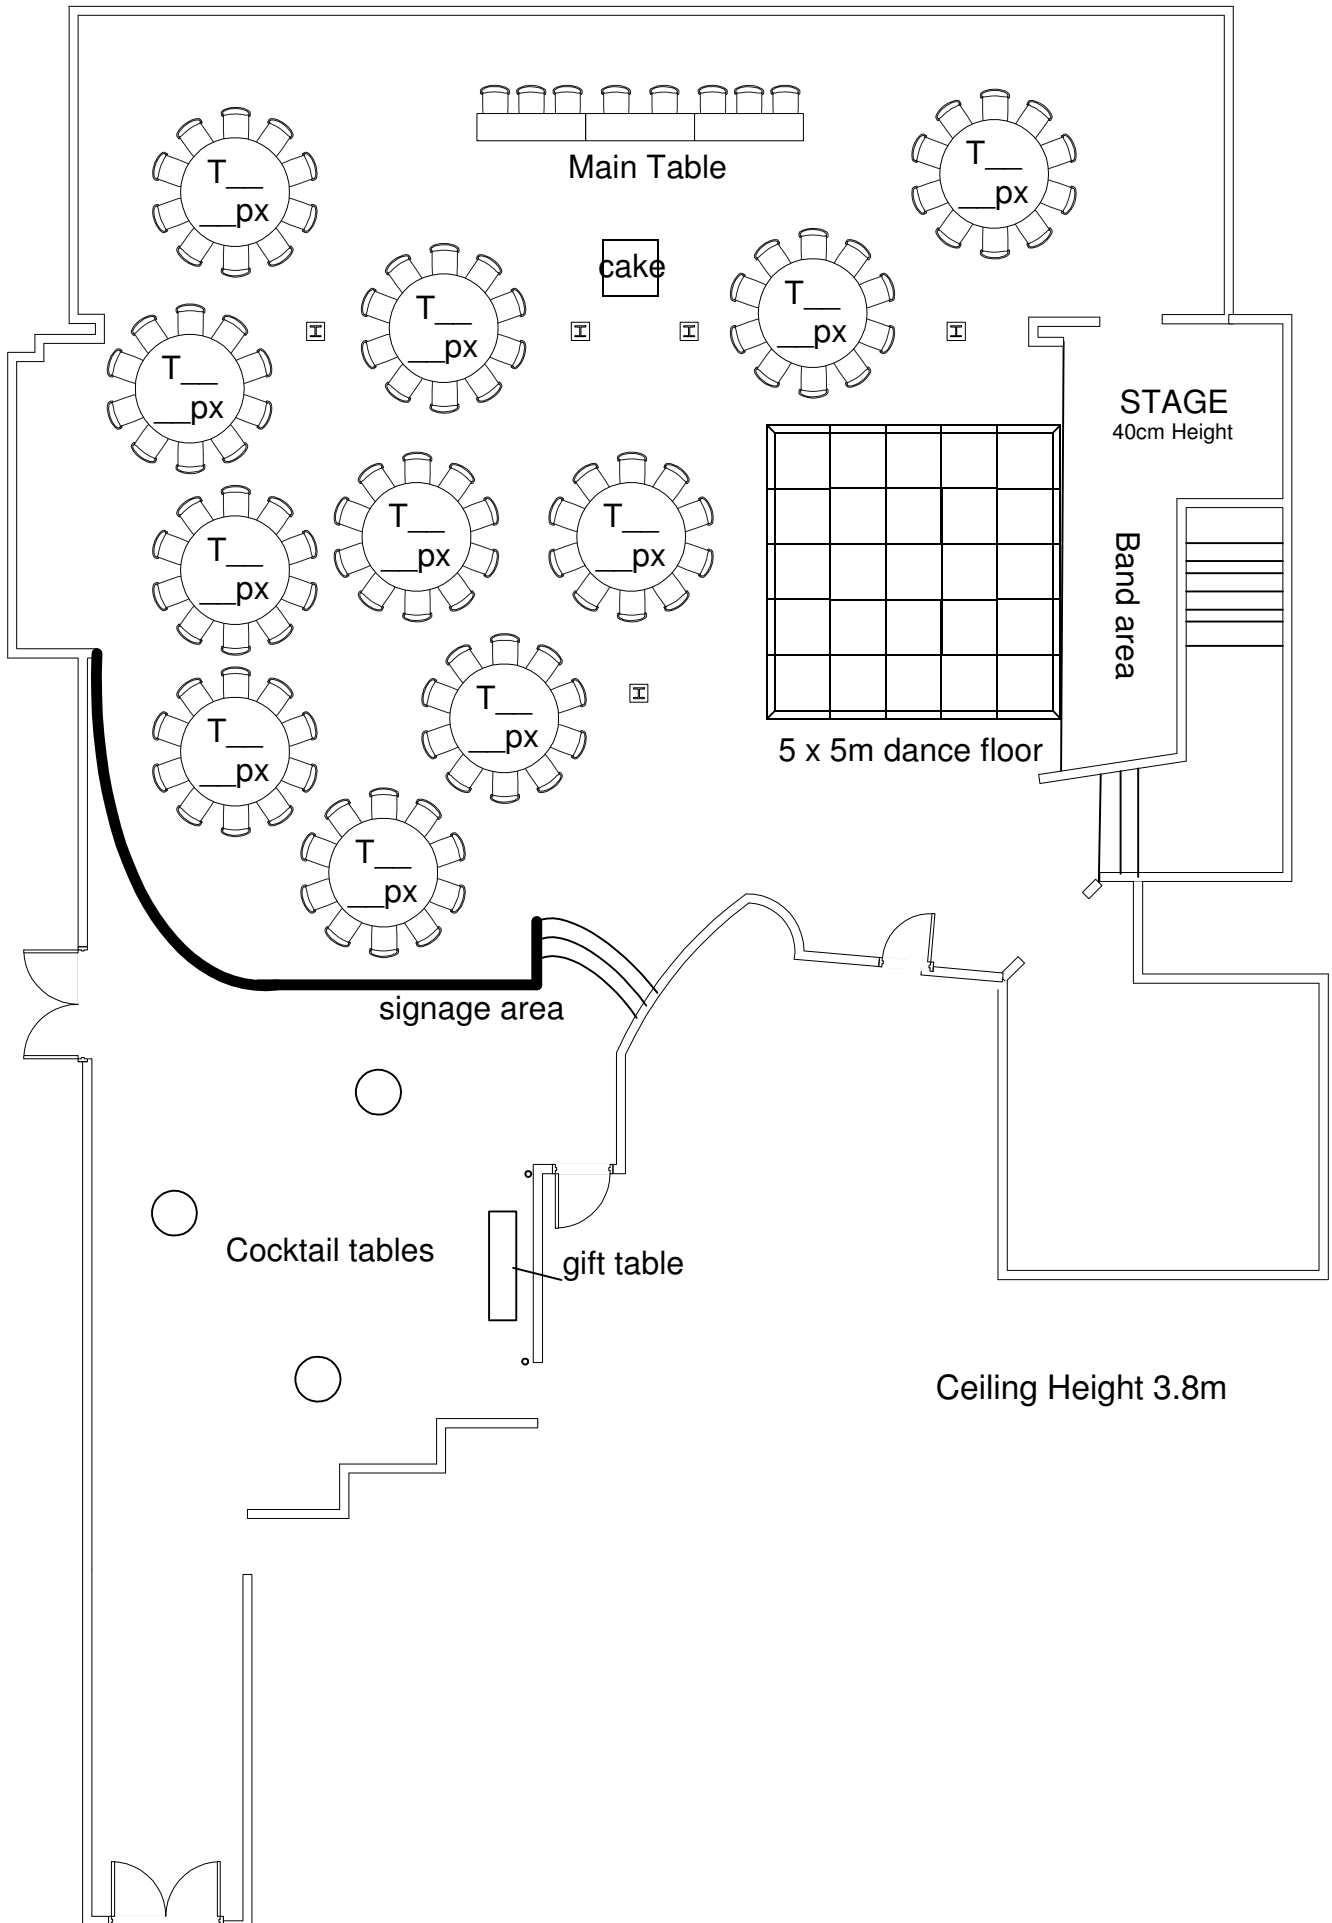 Main Table
T__
__px
T__
__px
cake
T__
__px
T__
__px
T__
__px
STAGE
40cm Height
T__
__px
T__
__px
T__
__px
Band area
T__
__px
T__
__px
5 x 5m dance floor
T__
__px
signage area
Cocktail tables
gift table
Ceiling Height 3.8m